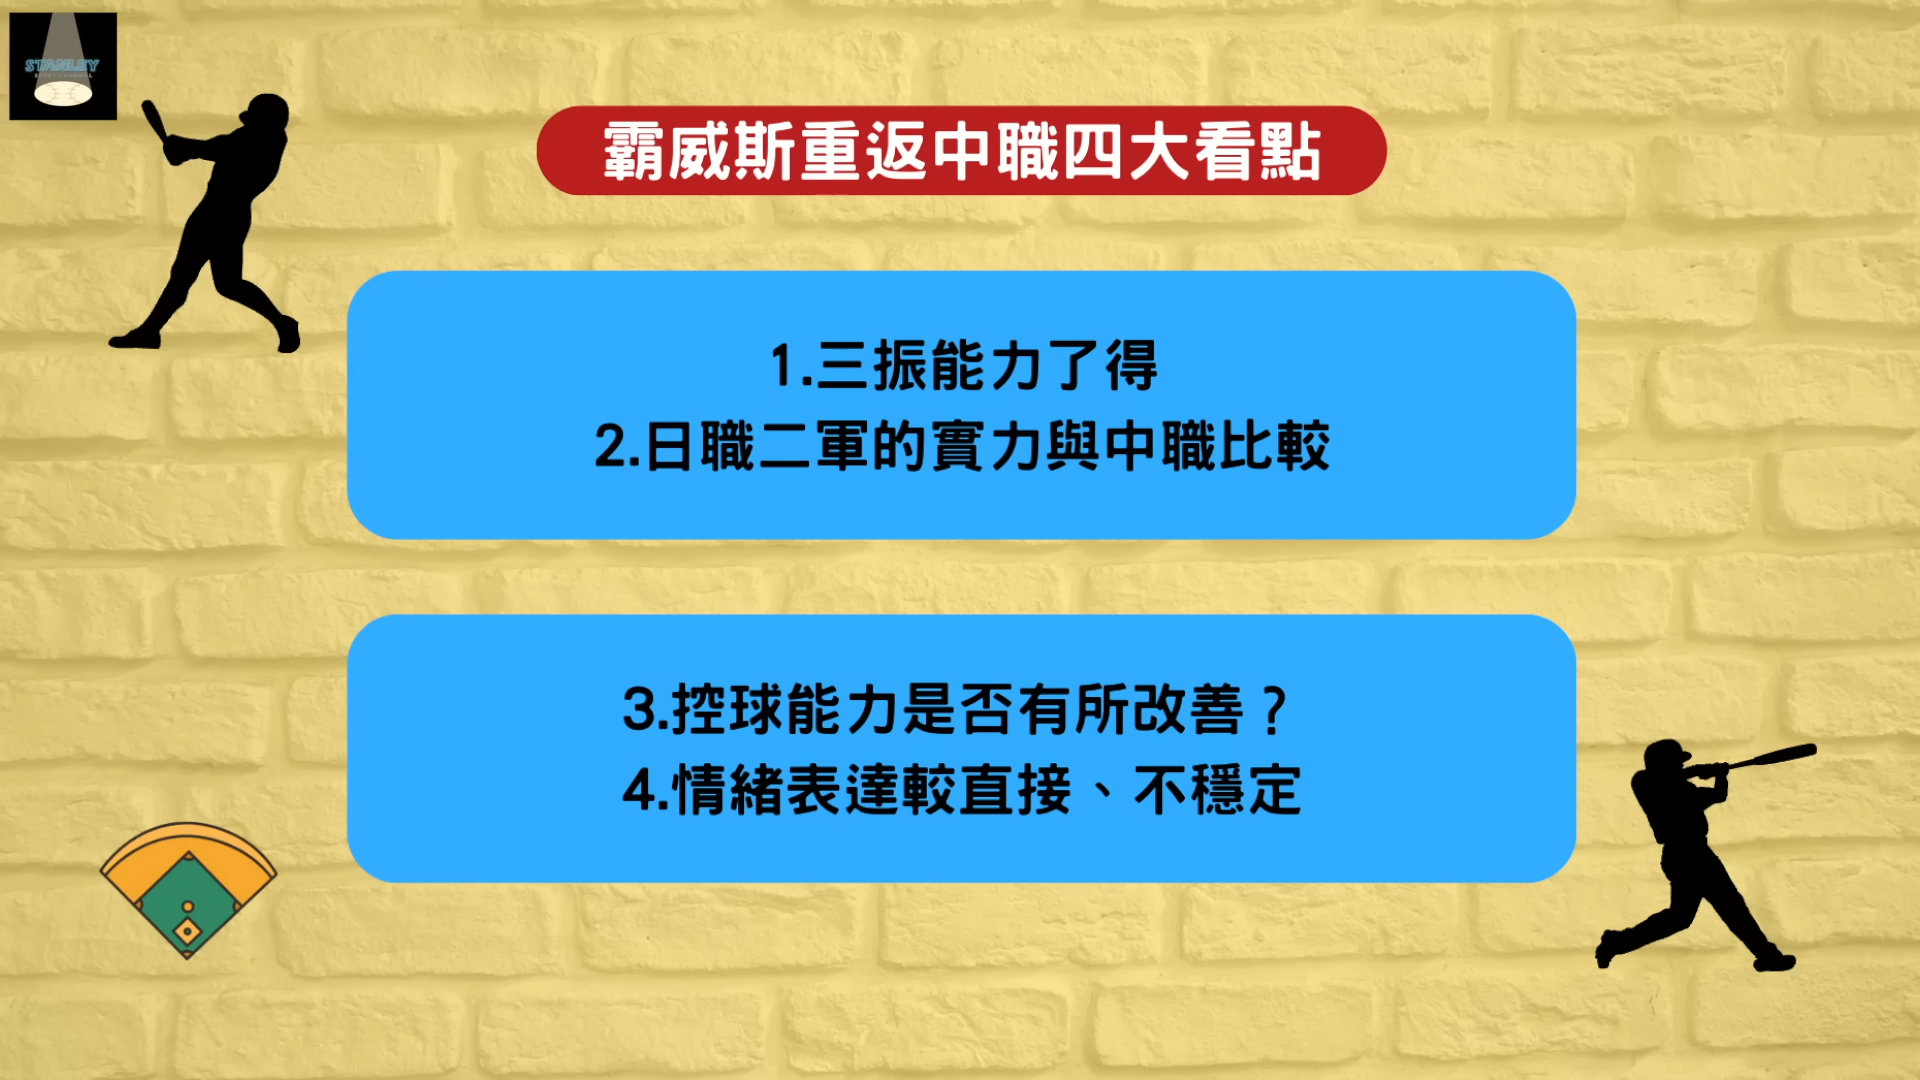 STANLEY
霸威斯重返中職四大看點
1.三振能力了得
2.日職二軍的實力與中職比較
3.控球能力是否有所改善？
4.情緒表達較直接、不穩定